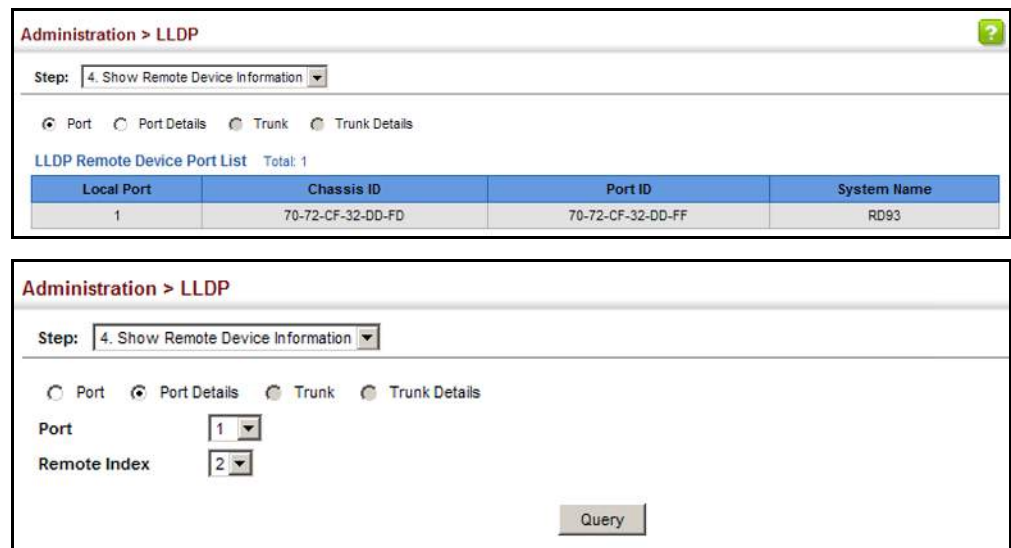 Administration > LLDP ?
Step: 4. Show Remote Device Information
Port Port Details Trunk Trunk Details
LLDP Remote Device Port List Total: 1
Local Port Chassis ID Port ID System Name
1 70-72-CF-32-DD-FD 70-72-CF-32-DD-FF RD93
Administration > LLDP
Step: 4. Show Remote Device Information
Port Port Details Trunk Trunk Details
Port 1
Remote Index 2
Query